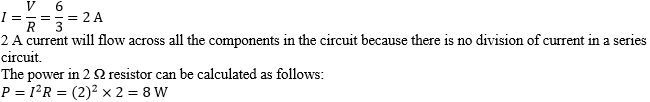 I = V/R = 6/3 = 2 A
2 A current will flow across all the components in the circuit because there is no division of current in a series
circuit.
The power in 2 Ω resistor can be calculated as follows:
P = I²R = (2)² × 2 = 8 W